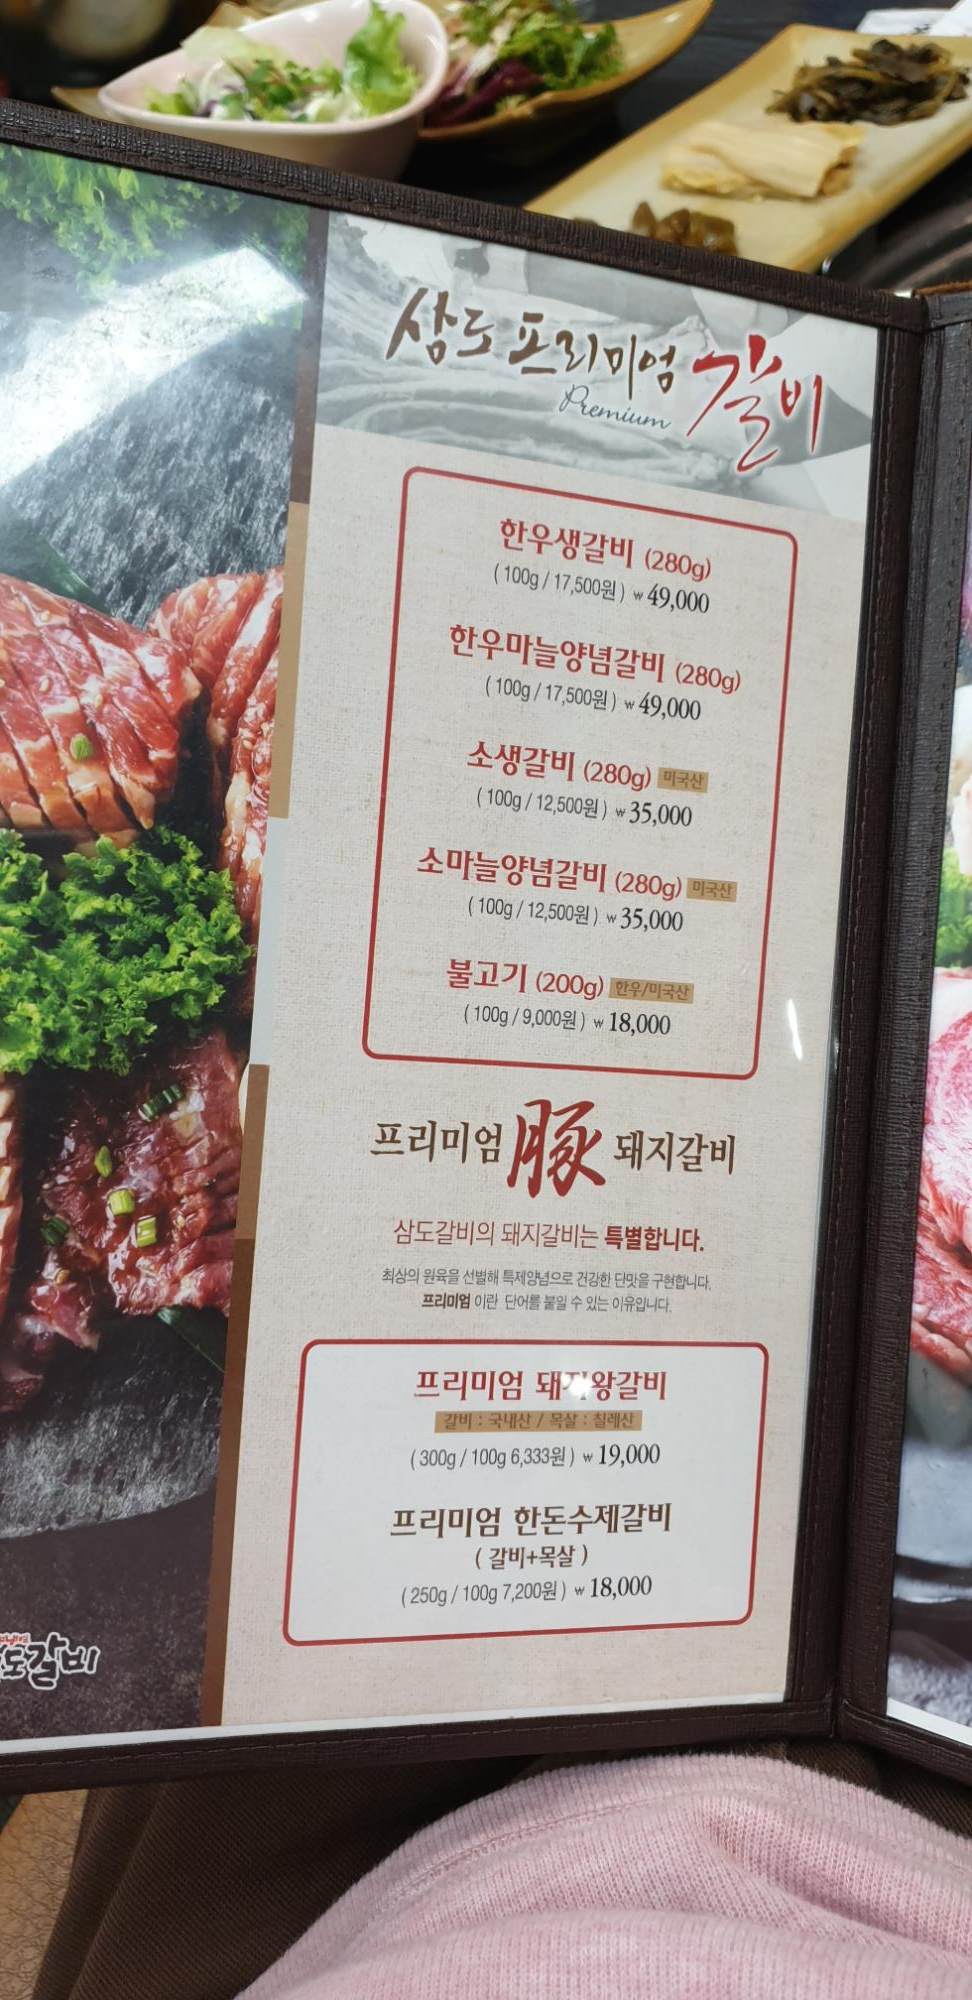 삼도 프리미엄 갈비
Premium
한우생갈비 (280g)
( 100g / 17,500원 ) ₩ 49,000
한우마늘양념갈비 (280g)
( 100g / 17,500원 ) ₩ 49,000
소생갈비 (280g) 미국산
( 100g / 12,500원 ) ₩ 35,000
소마늘양념갈비 (280g) 미국산
( 100g / 12,500원 ) ₩ 35,000
불고기 (200g) 한우/미국산
( 100g / 9,000원 ) ₩ 18,000
프리미엄 豚 돼지갈비
삼도갈비의 돼지갈비는 특별합니다.
최상의 원육을 선별해 특제양념으로 건강한 단맛을 구현합니다.
프리미엄 이란 단어를 붙일 수 있는 이유입니다.
프리미엄 돼지왕갈비
갈비 : 국내산 / 목살 : 칠레산
( 300g / 100g 6,333원 ) ₩ 19,000
프리미엄 한돈수제갈비
( 갈비+목살 )
( 250g / 100g 7,200원 ) ₩ 18,000
도갈비